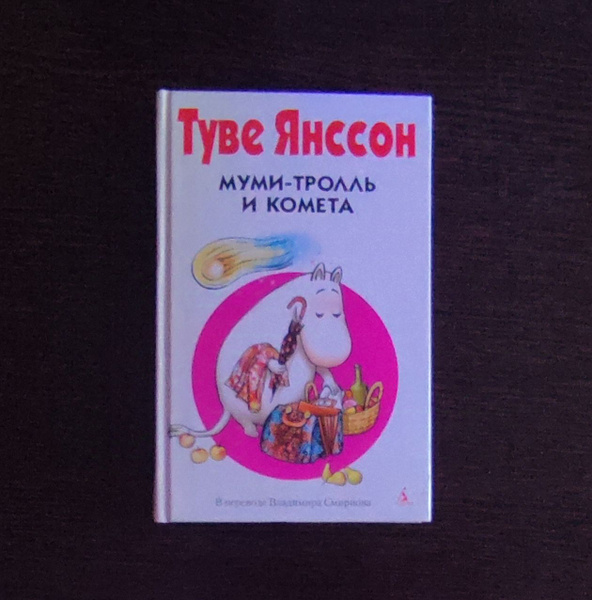 Туве Янссон
МУМИ-ТРОЛЛЬ
И КОМЕТА
В переводе Владимира Смирнова